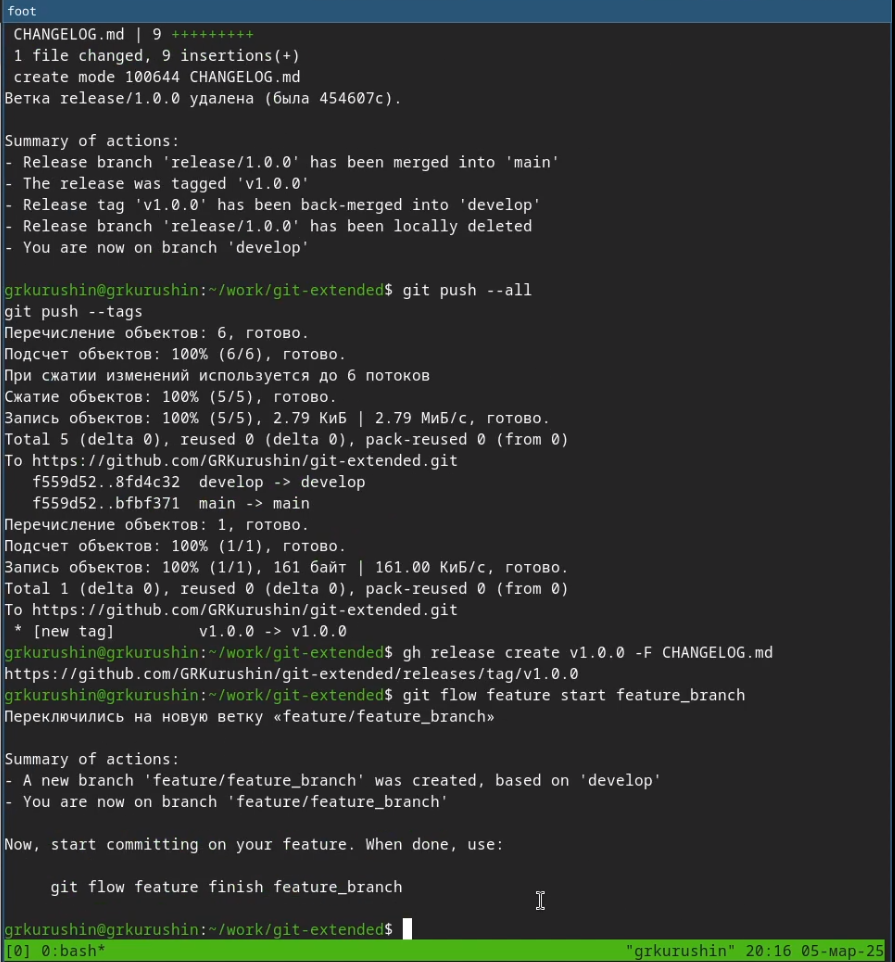 foot
CHANGELOG.md | 9 +++++++++
1 file changed, 9 insertions(+)
create mode 100644 CHANGELOG.md
Ветка release/1.0.0 удалена (была 454607c).
Summary of actions:
- Release branch 'release/1.0.0' has been merged into 'main'
- The release was tagged 'v1.0.0'
- Release tag 'v1.0.0' has been back-merged into 'develop'
- Release branch 'release/1.0.0' has been locally deleted
- You are now on branch 'develop'
grkurushin@grkurushin:~/work/git-extended$ git push --all
git push --tags
Перечисление объектов: 6, готово.
Подсчет объектов: 100% (6/6), готово.
При сжатии изменений используется до 6 потоков
Сжатие объектов: 100% (5/5), готово.
Запись объектов: 100% (5/5), 2.79 КиБ | 2.79 МиБ/с, готово.
Total 5 (delta 0), reused 0 (delta 0), pack-reused 0 (from 0)
To https://github.com/GRKurushin/git-extended.git
f559d52..8fd4c32  develop -> develop
f559d52..bfbf371  main -> main
Перечисление объектов: 1, готово.
Подсчет объектов: 100% (1/1), готово.
Запись объектов: 100% (1/1), 161 байт | 161.00 КиБ/с, готово.
Total 1 (delta 0), reused 0 (delta 0), pack-reused 0 (from 0)
To https://github.com/GRKurushin/git-extended.git
* [new tag]         v1.0.0 -> v1.0.0
grkurushin@grkurushin:~/work/git-extended$ gh release create v1.0.0 -F CHANGELOG.md
https://github.com/GRKurushin/git-extended/releases/tag/v1.0.0
grkurushin@grkurushin:~/work/git-extended$ git flow feature start feature_branch
Переключились на новую ветку «feature/feature_branch»
Summary of actions:
- A new branch 'feature/feature_branch' was created, based on 'develop'
- You are now on branch 'feature/feature_branch'
Now, start committing on your feature. When done, use:
git flow feature finish feature_branch
grkurushin@grkurushin:~/work/git-extended$
[0] 0:bash* "grkurushin" 20:16 05-мар-25